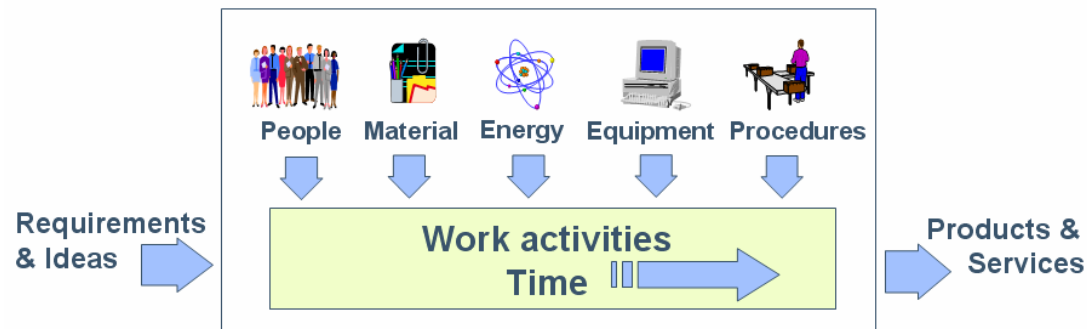 People Material Energy Equipment Procedures
Requirements
& Ideas
Work activities
Time
Products &
Services